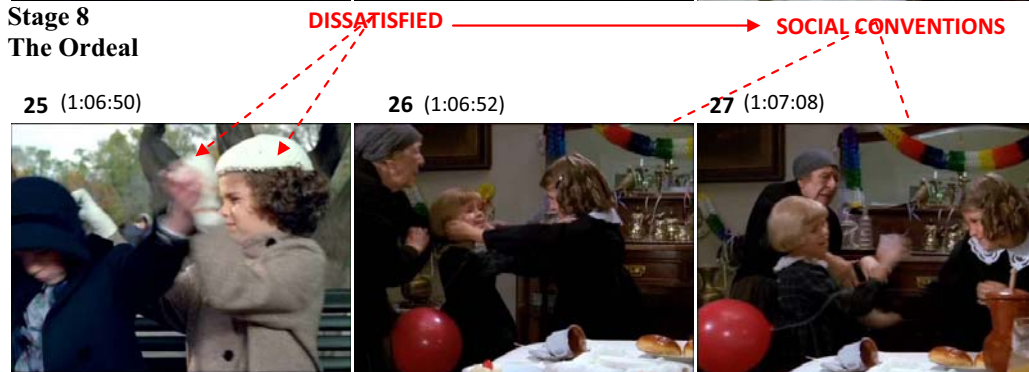 Stage 8
The Ordeal
DISSATISFIED
SOCIAL CONVENTIONS
25 (1:06:50)
26 (1:06:52)
27 (1:07:08)